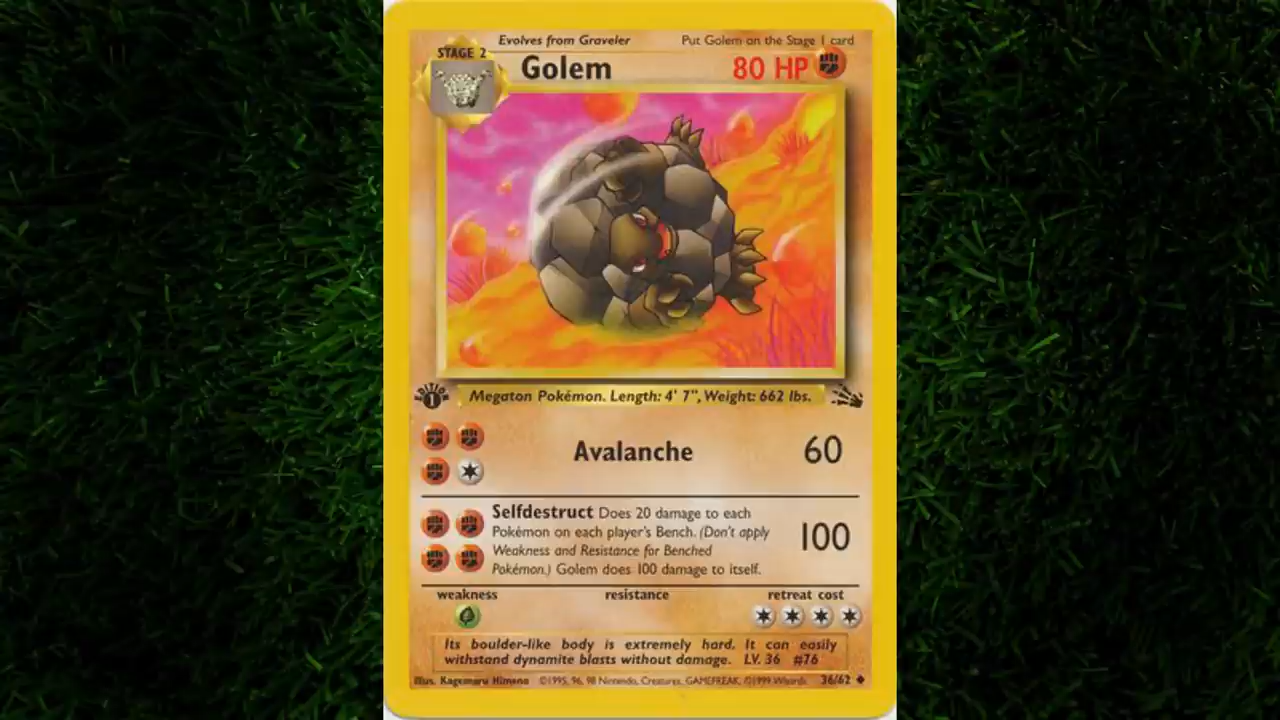 Evolves from Graveler
Put Golem on the Stage 1 card
STAGE 2
Golem
80 HP
EDITION
1
Megaton Pokémon. Length: 4' 7", Weight: 662 lbs.
Avalanche
60
Selfdestruct Does 20 damage to each
Pokémon on each player's Bench. (Don't apply
Weakness and Resistance for Benched
Pokémon.) Golem does 100 damage to itself.
100
weakness
resistance
retreat cost
Its boulder-like body is extremely hard. It can easily
withstand dynamite blasts without damage. LV. 36 #76
Illus. Kagemaru Himeno ©1995, 96, 98 Nintendo, Creatures, GAMEFREAK. ©1999 Wizards 36/62